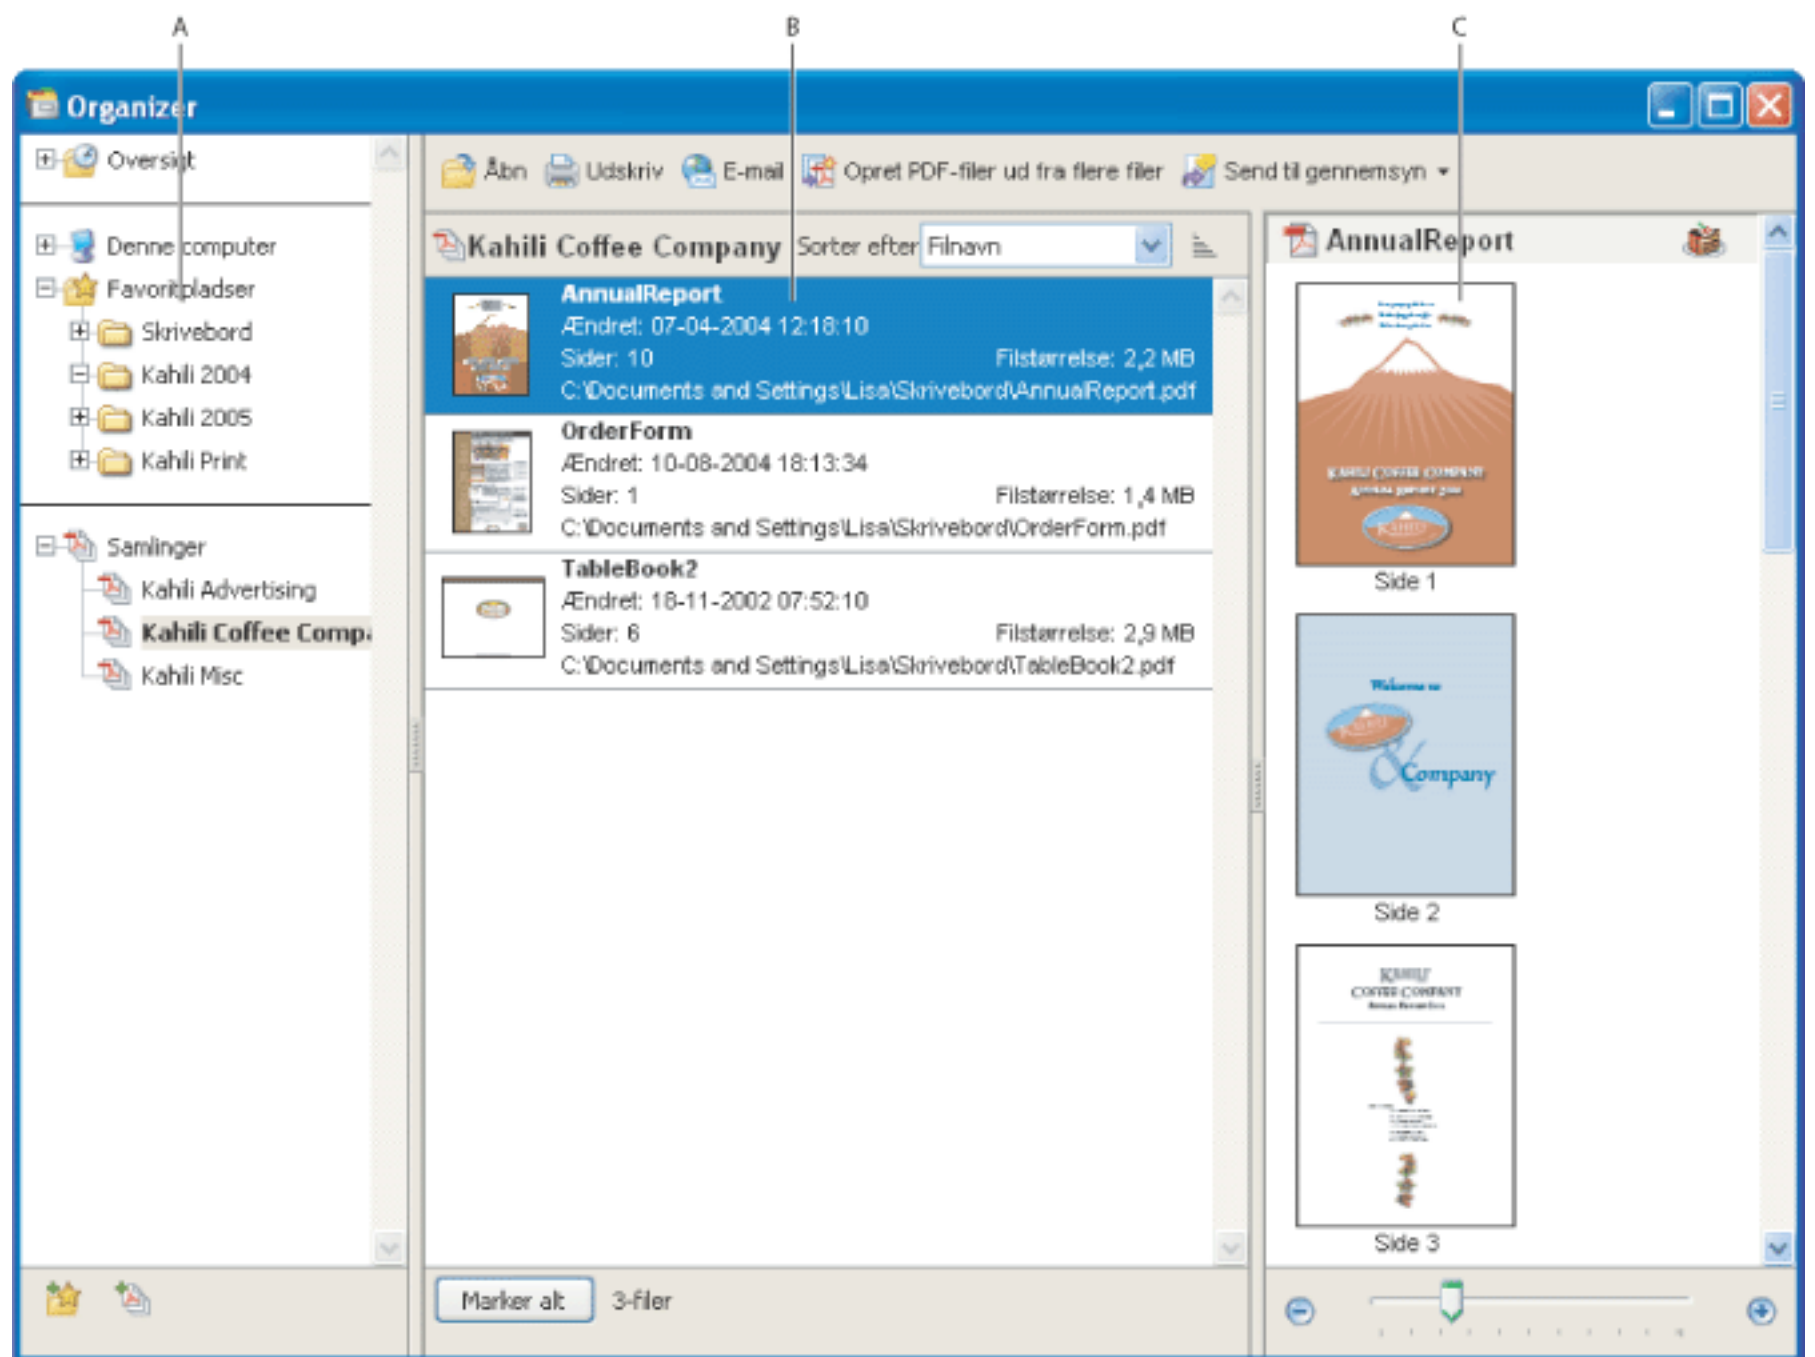 A
B
C
Organizer
Oversigt
Denne computer
Favoritpladser
Skrivebord
Kahili 2004
Kahili 2005
Kahili Print
Samlinger
Kahili Advertising
Kahili Coffee Comp
Kahili Misc
Åbn Udskriv E-mail Opret PDF-filer ud fra flere filer Send til gennemsyn
Kahili Coffee Company Sorter efter Filnavn
AnnualReport
Ændret: 07-04-2004 12:18:10
Sider: 10 Filstørrelse: 2,2 MB
C:\Documents and Settings\Lisa\Skrivebord\AnnualReport.pdf
OrderForm
Ændret: 10-08-2004 18:13:34
Sider: 1 Filstørrelse: 1,4 MB
C:\Documents and Settings\Lisa\Skrivebord\OrderForm.pdf
TableBook2
Ændret: 18-11-2002 07:52:10
Sider: 6 Filstørrelse: 2,9 MB
C:\Documents and Settings\Lisa\Skrivebord\TableBook2.pdf
Marker alt 3-filer
AnnualReport
KAHILI COFFEE COMPANY
KAHILI
Side 1
Welcome to
KAHILI
& Company
Side 2
KAHILI
COFFEE COMPANY
Side 3